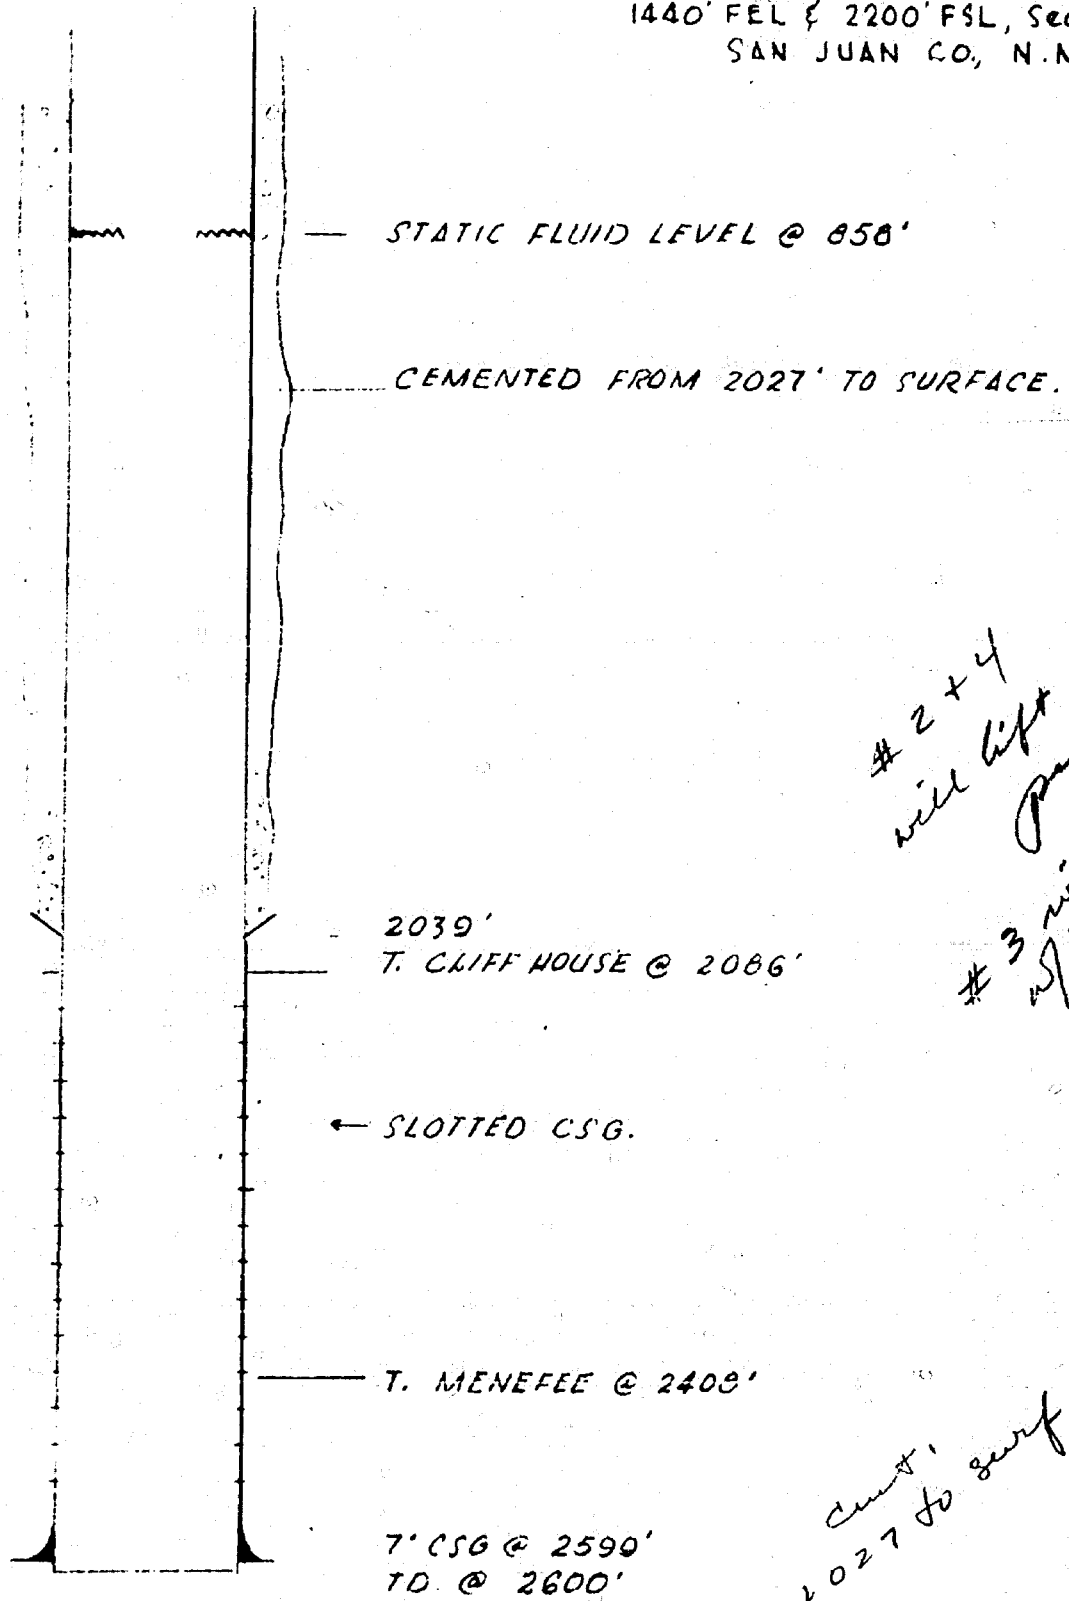 1440' FEL & 2200' FSL, Sec
SAN JUAN CO., N.M
STATIC FLUID LEVEL @ 858'
CEMENTED FROM 2027' TO SURFACE.
# 2 + 4
will lift
# 3
w/
2039'
T. CLIFF HOUSE @ 2086'
← SLOTTED CSG.
T. MENEFEE @ 2408'
cmt.
2027 to surf
7" CSG @ 2590'
TD. @ 2600'